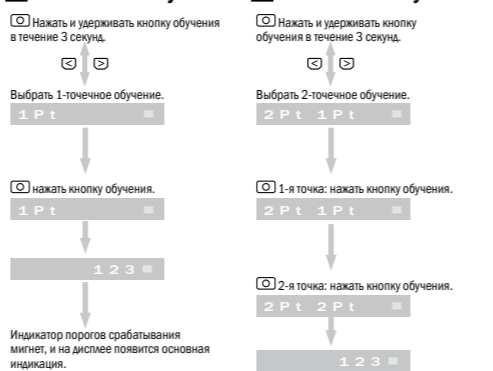 Нажать и удерживать кнопку обучения
в течение 3 секунд.
< >
Выбрать 1-точечное обучение.
1Pt
нажать кнопку обучения.
1Pt
123
Индикатор порогов срабатывания
мигнет, и на дисплее появится основная
индикация.
Нажать и удерживать кнопку
обучения в течение 3 секунд.
< >
Выбрать 2-точечное обучение.
2Pt 1Pt
1-я точка: нажать кнопку обучения.
2Pt 1Pt
2-я точка: нажать кнопку обучения.
2Pt 2Pt
123